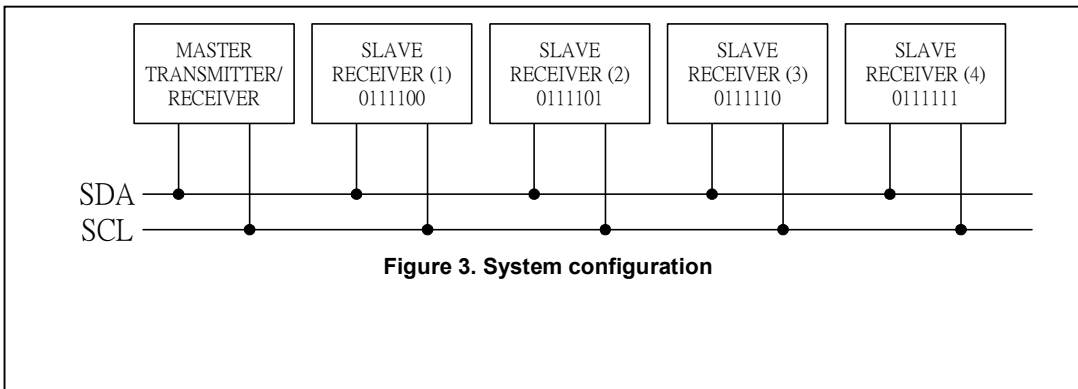 MASTER
TRANSMITTER/
RECEIVER
SLAVE
RECEIVER (1)
0111100
SLAVE
RECEIVER (2)
0111101
SLAVE
RECEIVER (3)
0111110
SLAVE
RECEIVER (4)
0111111
SDA
SCL
Figure 3. System configuration